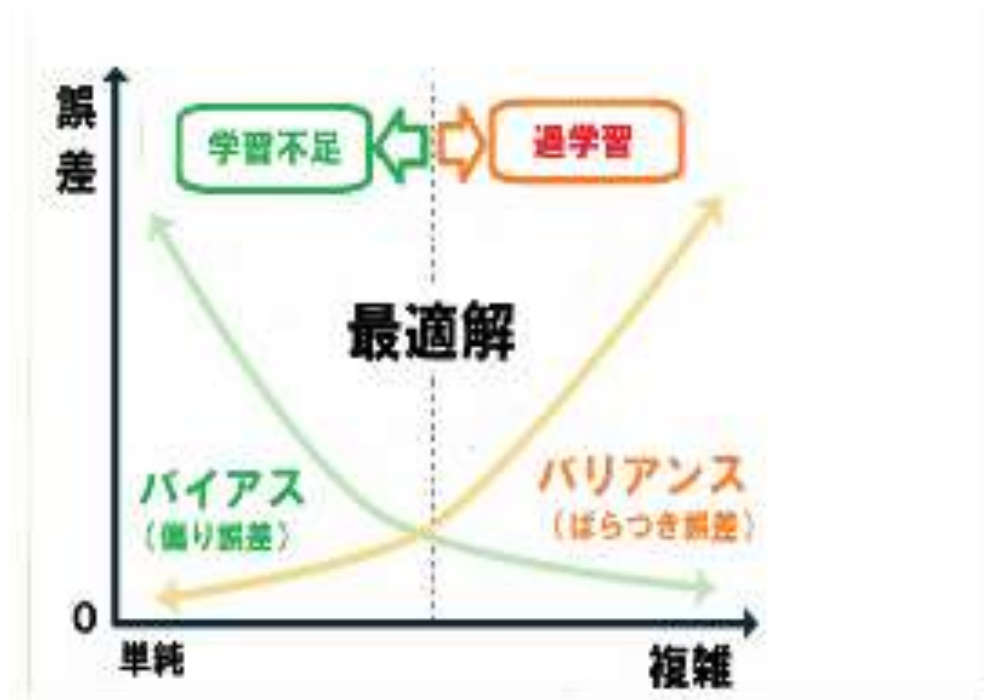 誤差
学習不足
過学習
最適解
バイアス
（偏り誤差）
バリアンス
（ばらつき誤差）
0
単純
複雑